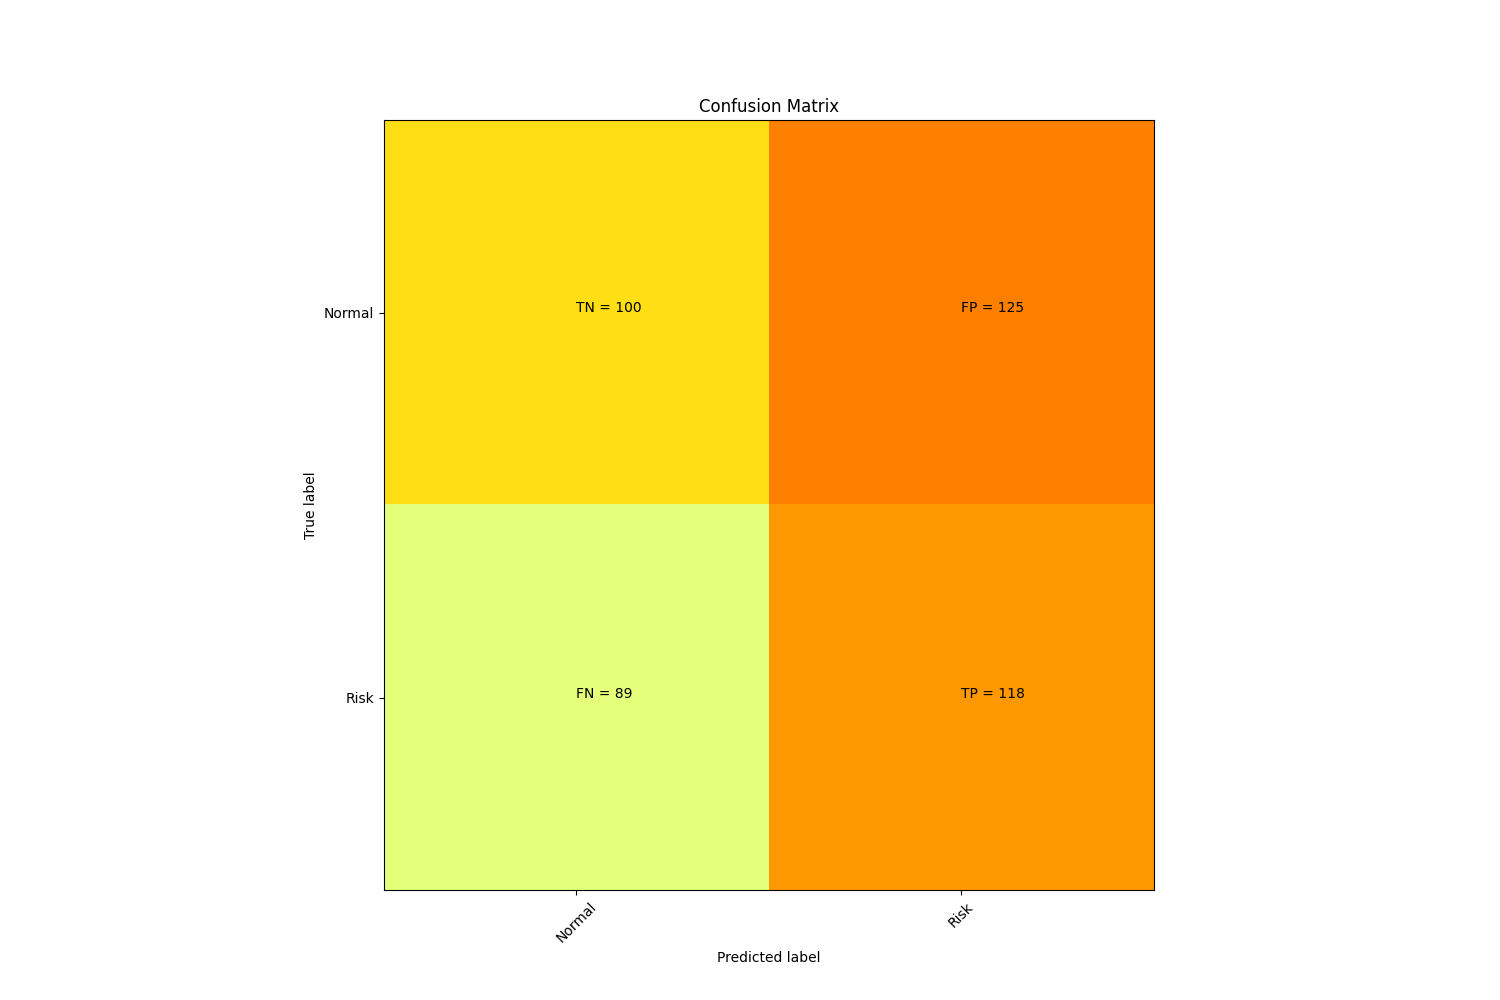 Confusion Matrix
Normal
TN = 100
FP = 125
True label
Risk
FN = 89
TP = 118
Normal
Risk
Predicted label